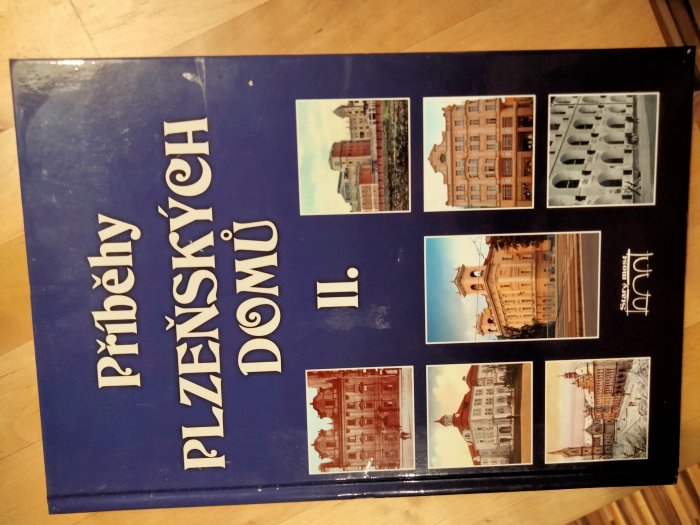 Příběhy
PLZEŇSKÝCH
DOMŮ
II.
Starý most